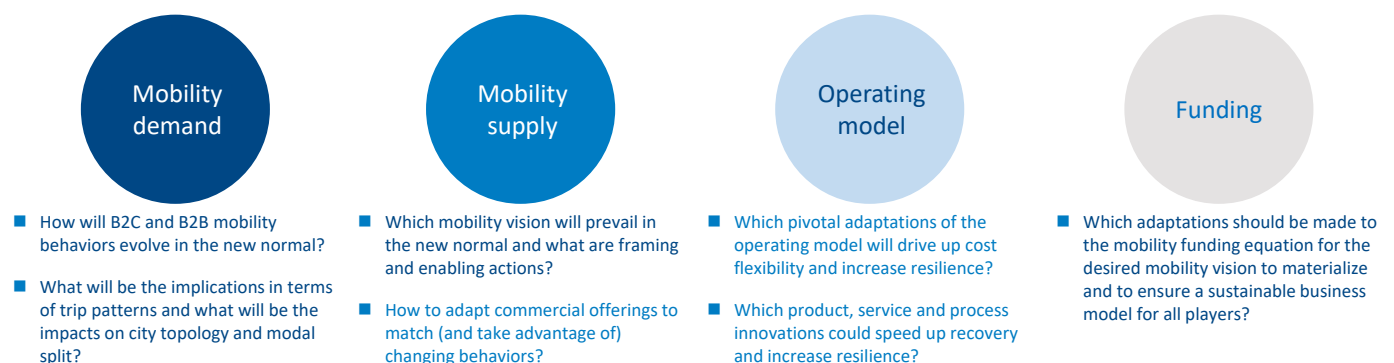 Mobility
demand
Mobility
supply
Operating
model
Funding
How will B2C and B2B mobility
behaviors evolve in the new normal?
What will be the implications in terms
of trip patterns and what will be the
impacts on city topology and modal
split?
Which mobility vision will prevail in
the new normal and what are framing
and enabling actions?
How to adapt commercial offerings to
match (and take advantage of)
changing behaviors?
Which pivotal adaptations of the
operating model will drive up cost
flexibility and increase resilience?
Which product, service and process
innovations could speed up recovery
and increase resilience?
Which adaptations should be made to
the mobility funding equation for the
desired mobility vision to materialize
and to ensure a sustainable business
model for all players?